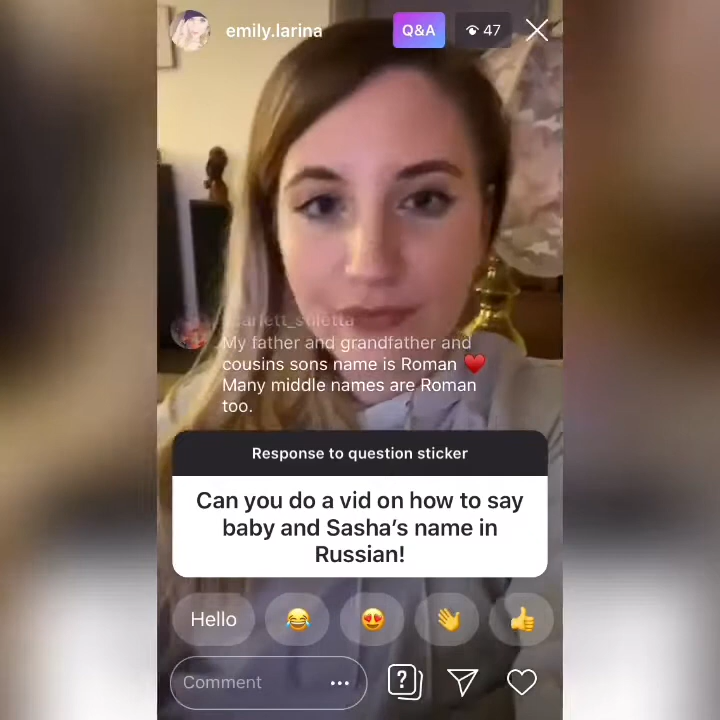 emily.larina
Q&A
47
My father and grandfather and
cousins sons name is Roman ♥️
Many middle names are Roman
too.
Response to question sticker
Can you do a vid on how to say
baby and Sasha's name in
Russian!
Hello
Comment